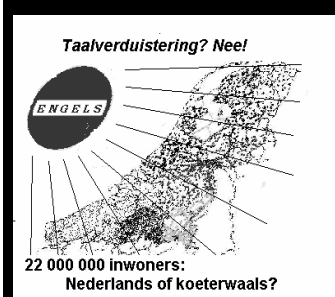 Taalverduistering? Nee!
ENGELS
22 000 000 inwoners:
Nederlands of koeterwaals?